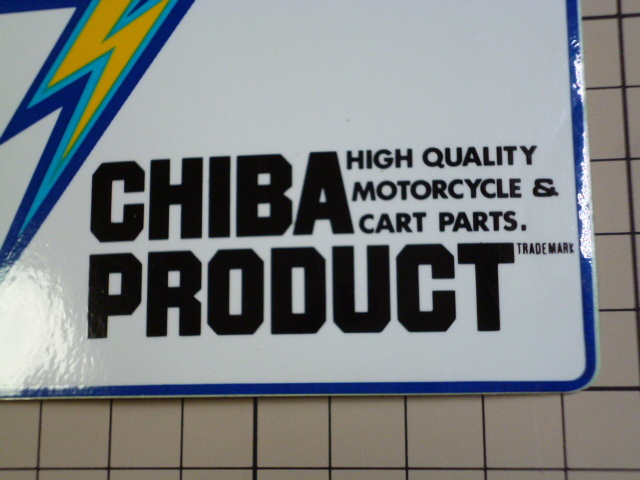 CHIBA
HIGH QUALITY
MOTORCYCLE &
CART PARTS.
PRODUCT
TRADEMARK